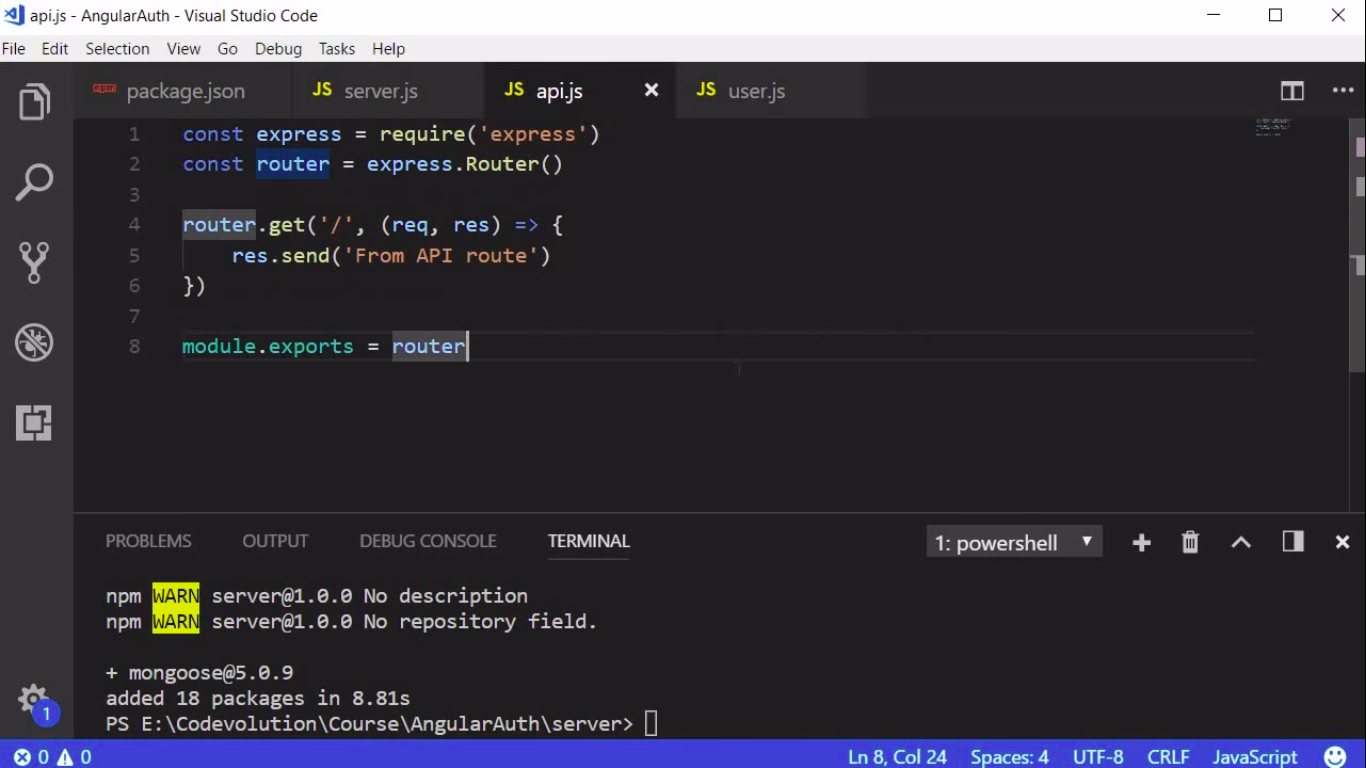 api.js - AngularAuth - Visual Studio Code
File Edit Selection View Go Debug Tasks Help
npm package.json JS server.js JS api.js JS user.js
1 const express = require('express')
2 const router = express.Router()
3
4 router.get('/', (req, res) => {
5     res.send('From API route')
6 })
7
8 module.exports = router
PROBLEMS OUTPUT DEBUG CONSOLE TERMINAL 1: powershell
npm WARN server@1.0.0 No description
npm WARN server@1.0.0 No repository field.
+ mongoose@5.0.9
added 18 packages in 8.81s
PS E:\Codevolution\Course\AngularAuth\server>
1
0 0 Ln 8, Col 24 Spaces: 4 UTF-8 CRLF JavaScript